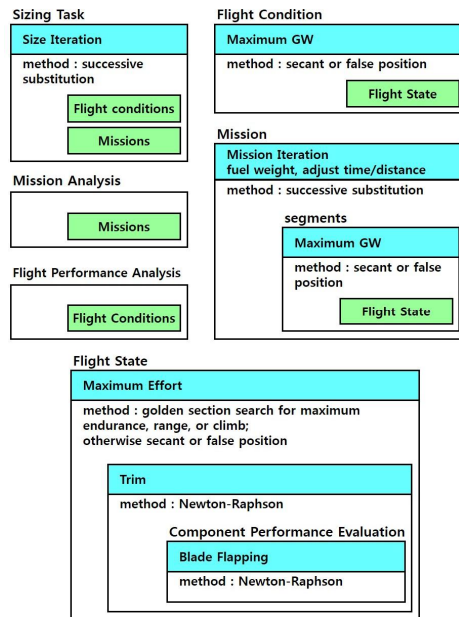 Sizing Task
Size Iteration
method : successive
substitution
Flight conditions
Missions
Mission Analysis
Missions
Flight Performance Analysis
Flight Conditions
Flight Condition
Maximum GW
method : secant or false position
Flight State
Mission
Mission Iteration
fuel weight, adjust time/distance
method : successive substitution
segments
Maximum GW
method : secant or false
position
Flight State
Flight State
Maximum Effort
method : golden section search for maximum
endurance, range, or climb;
otherwise secant or false position
Trim
method : Newton-Raphson
Component Performance Evaluation
Blade Flapping
method : Newton-Raphson